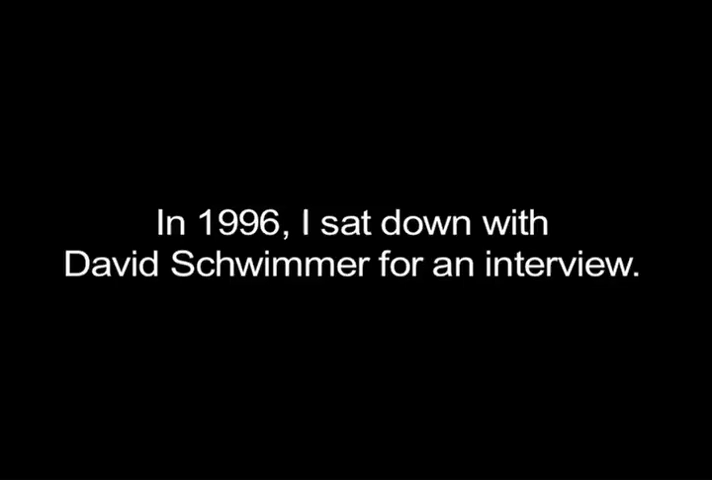 In 1996, I sat down with
David Schwimmer for an interview.